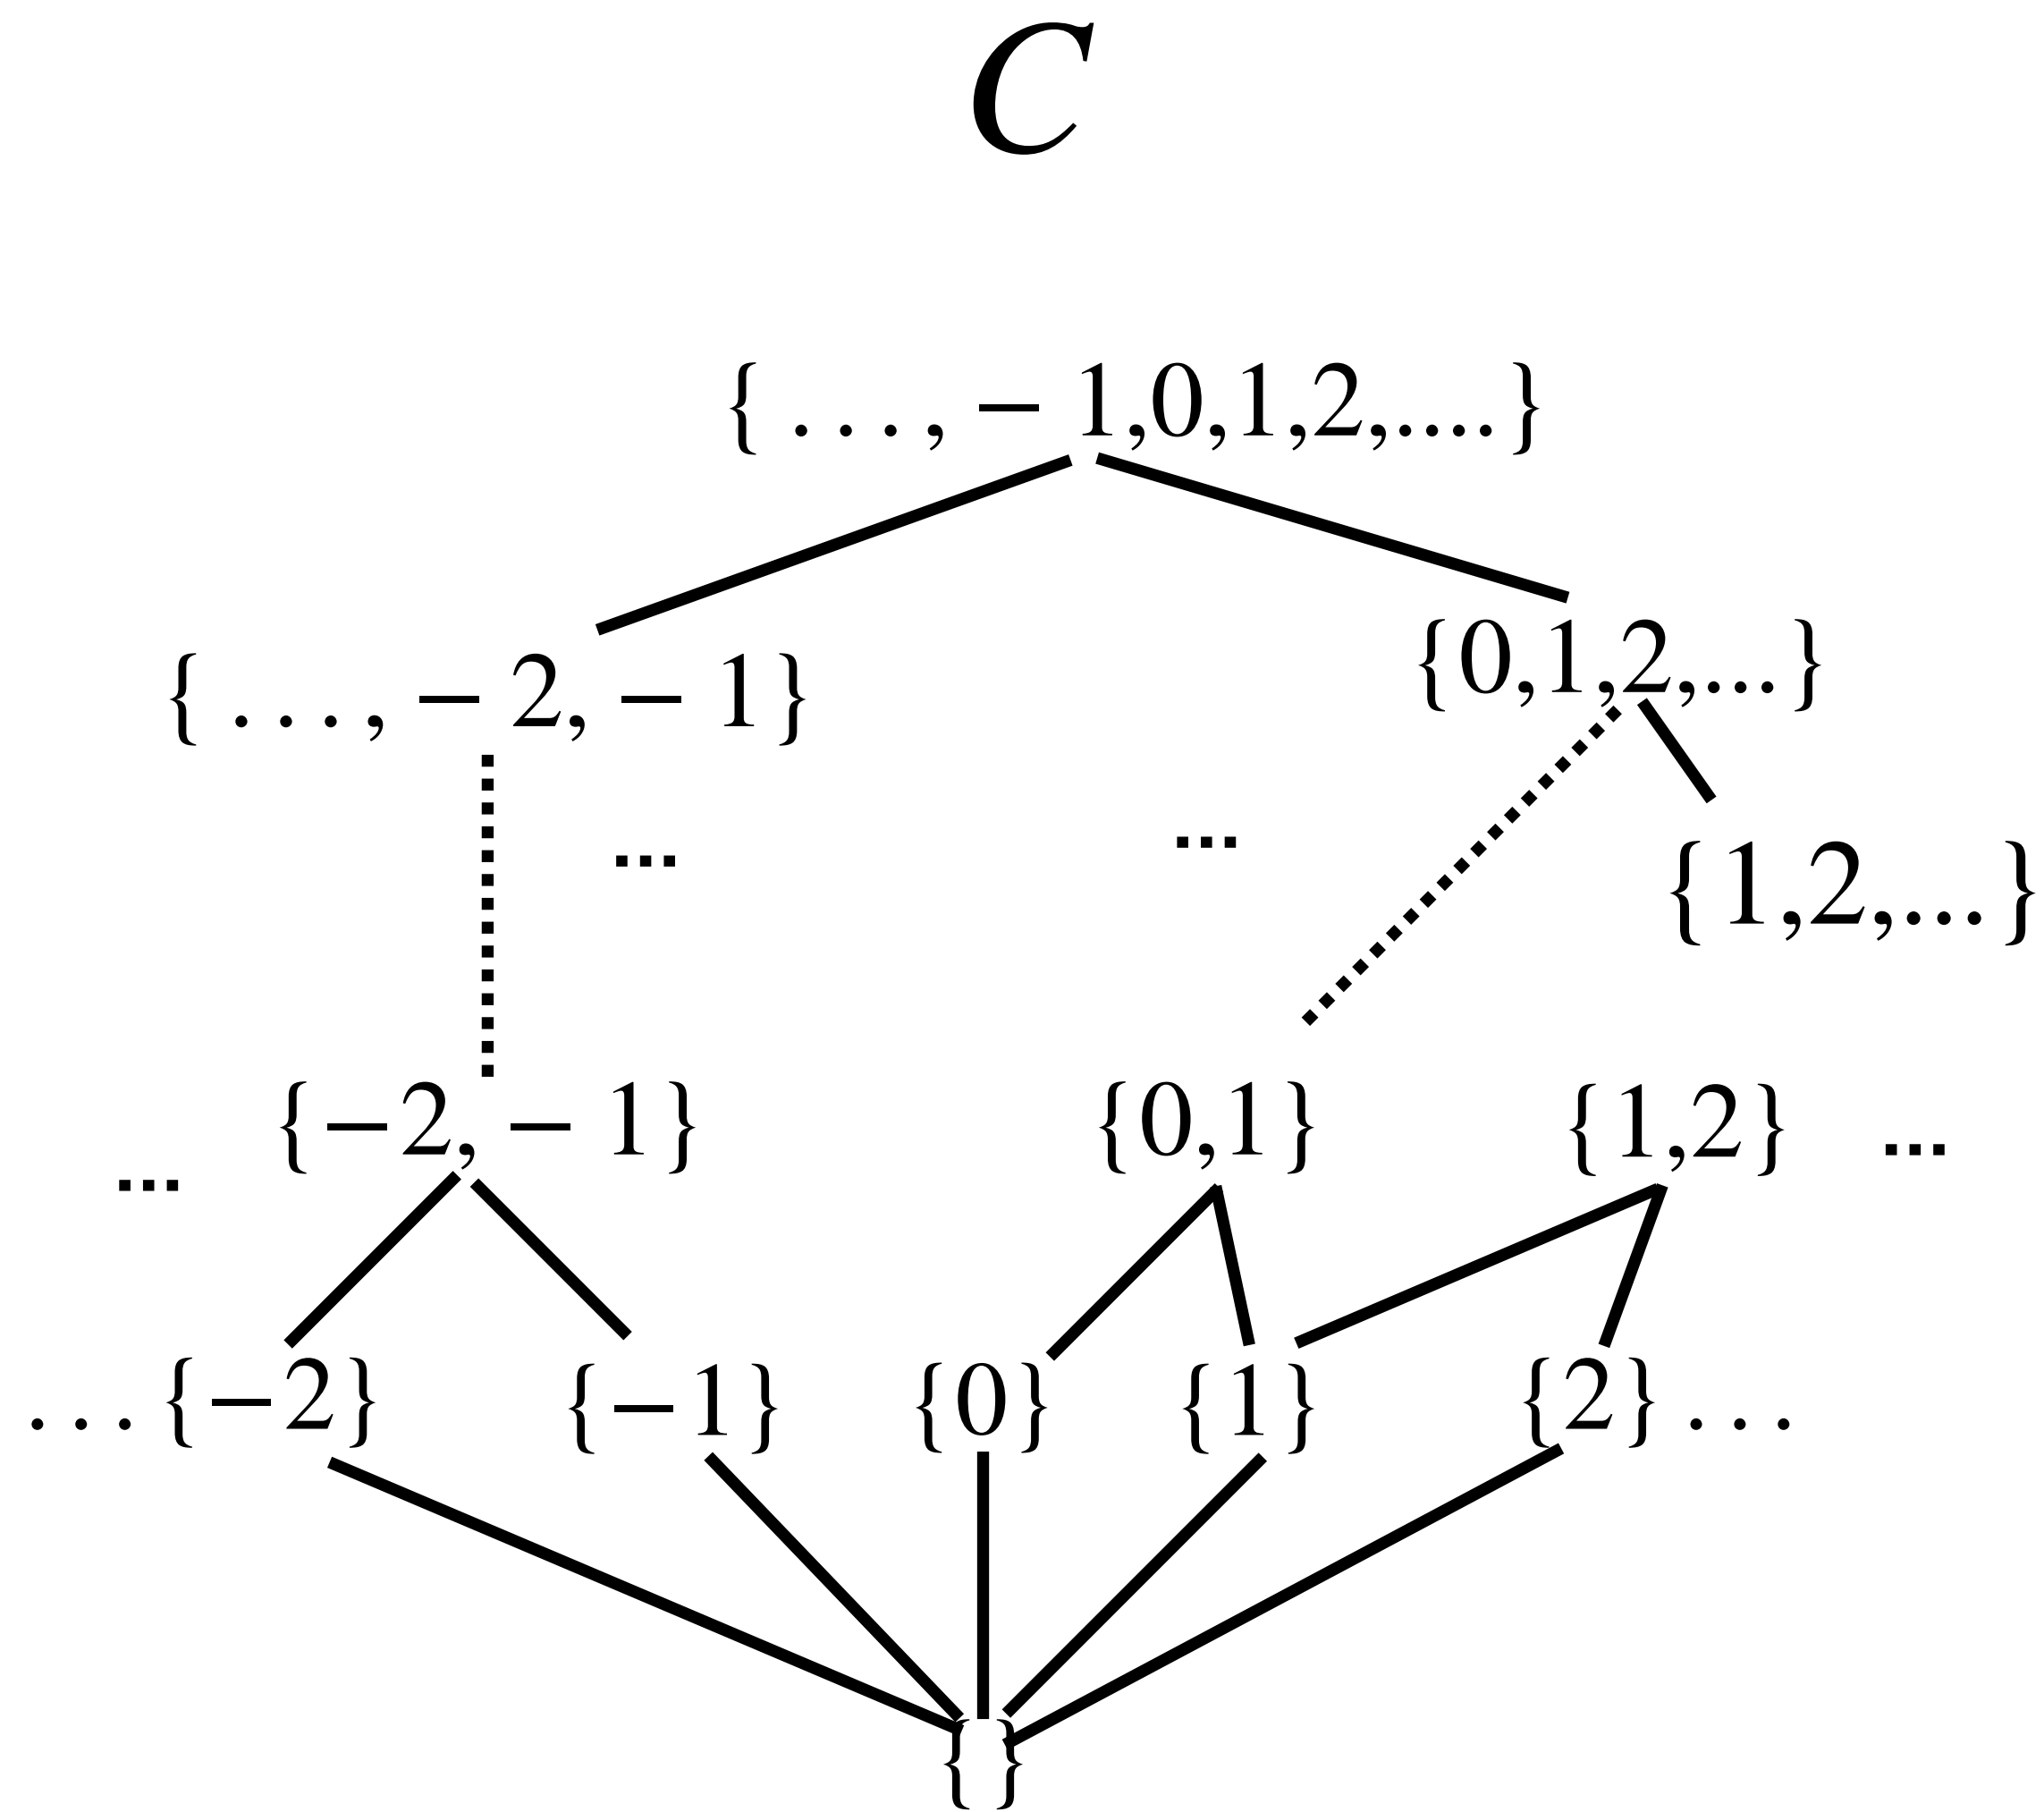 C
{ . . . , − 1,0,1,2,.....}
{0,1,2,....}
{ . . . , − 2, − 1}
...
...
{1,2,....}
{−2, − 1}
{0,1}
{1,2}
...
...
. . . {−2}
{−1}
{0}
{1}
{2} . . .
{ }